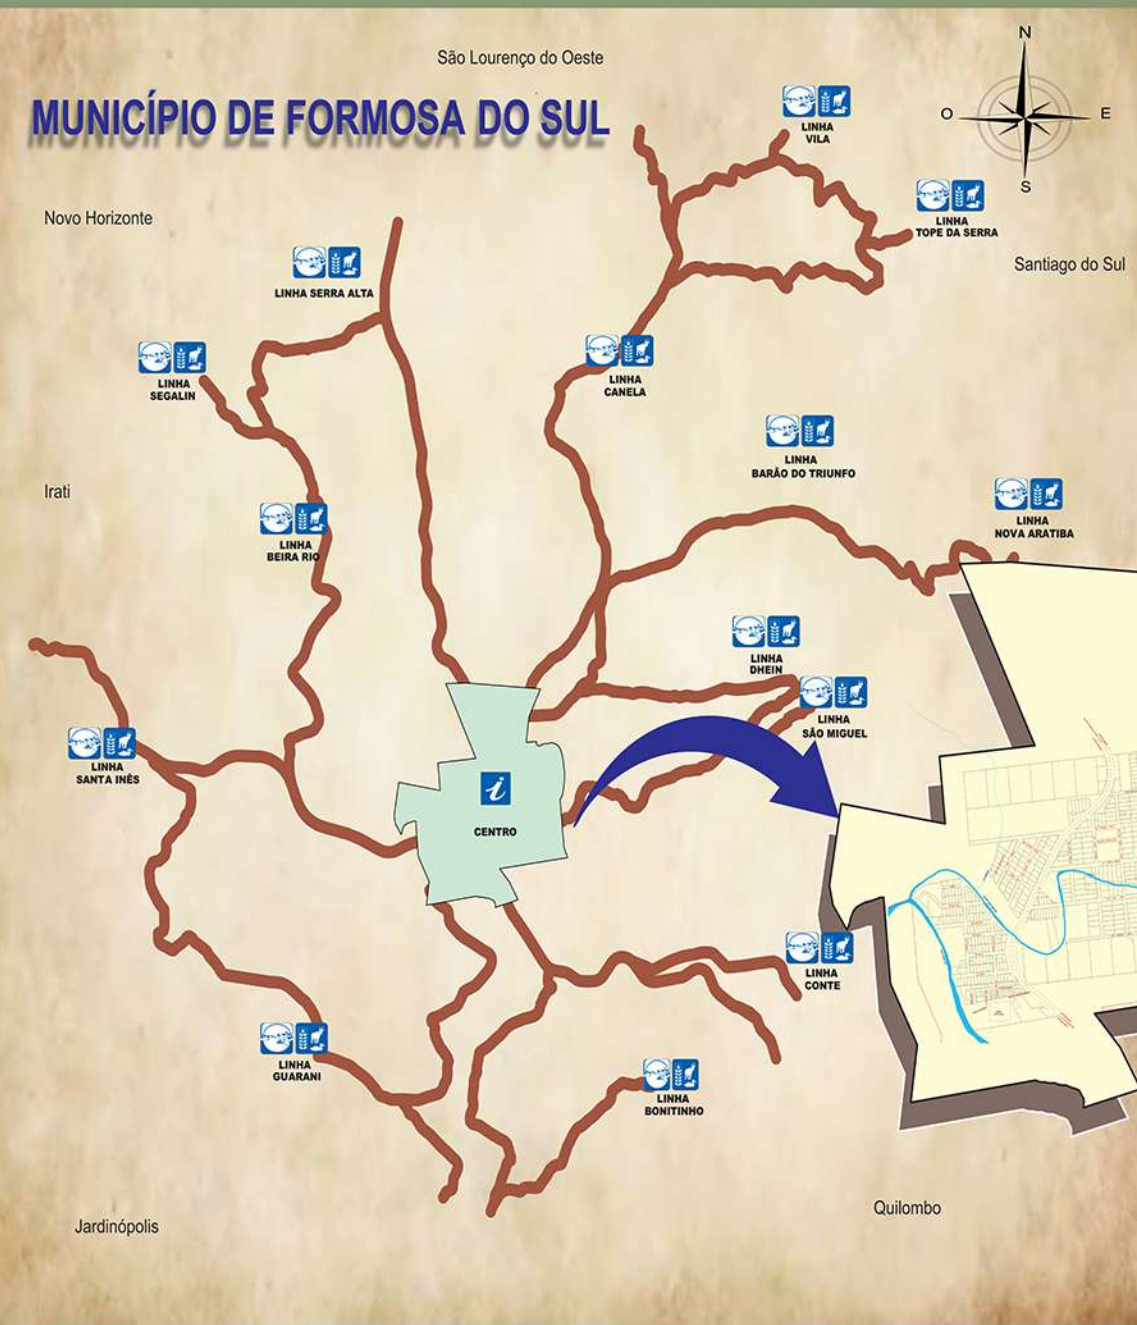 São Lourenço do Oeste
N
MUNICÍPIO DE FORMOSA DO SUL
O
E
LINHA
VILA
S
Novo Horizonte
LINHA
TOPE DA SERRA
Santiago do Sul
LINHA SERRA ALTA
LINHA
SEGALIN
LINHA
CANELA
LINHA
BARÃO DO TRIUNFO
Irati
LINHA
NOVA ARATIBA
LINHA
BEIRA RIO
LINHA
DHEIN
LINHA
SÃO MIGUEL
LINHA
SANTA INÊS
i
CENTRO
LINHA
CONTE
LINHA
GUARANI
LINHA
BONITINHO
Quilombo
Jardinópolis